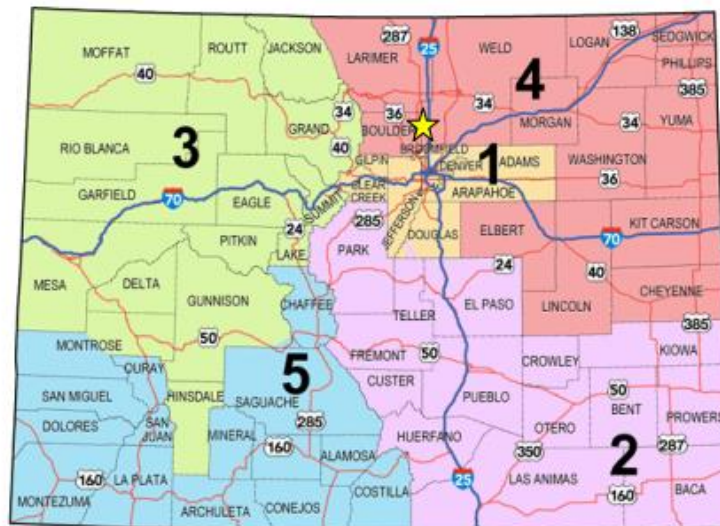 MOFFAT ROUTT JACKSON LARIMER 287 25 WELD LOGAN 138 SEDGWICK
PHILLIPS
40 385
34 36 34 4 MORGAN 34 YUMA
GRAND BOULDER
RIO BLANCA 3 40 BROOMFIELD
GILPIN DENVER 1 ADAMS WASHINGTON
GARFIELD 70 EAGLE SUMMIT CLEAR CREEK ARAPAHOE 36
24 285 JEFFERSON
PITKIN LAKE PARK DOUGLAS ELBERT KIT CARSON
70
24
MESA DELTA 40
GUNNISON CHAFFEE TELLER EL PASO LINCOLN CHEYENNE
385
50
MONTROSE FREMONT 50 CROWLEY KIOWA
OURAY 5 CUSTER
SAN MIGUEL HINSDALE SAGUACHE PUEBLO 50
BENT PROWERS
DOLORES SAN JUAN MINERAL 285 HUERFANO OTERO
160 ALAMOSA 350 2 287
160 LA PLATA 25 LAS ANIMAS BACA
COSTILLA 160
MONTEZUMA ARCHULETA CONEJOS